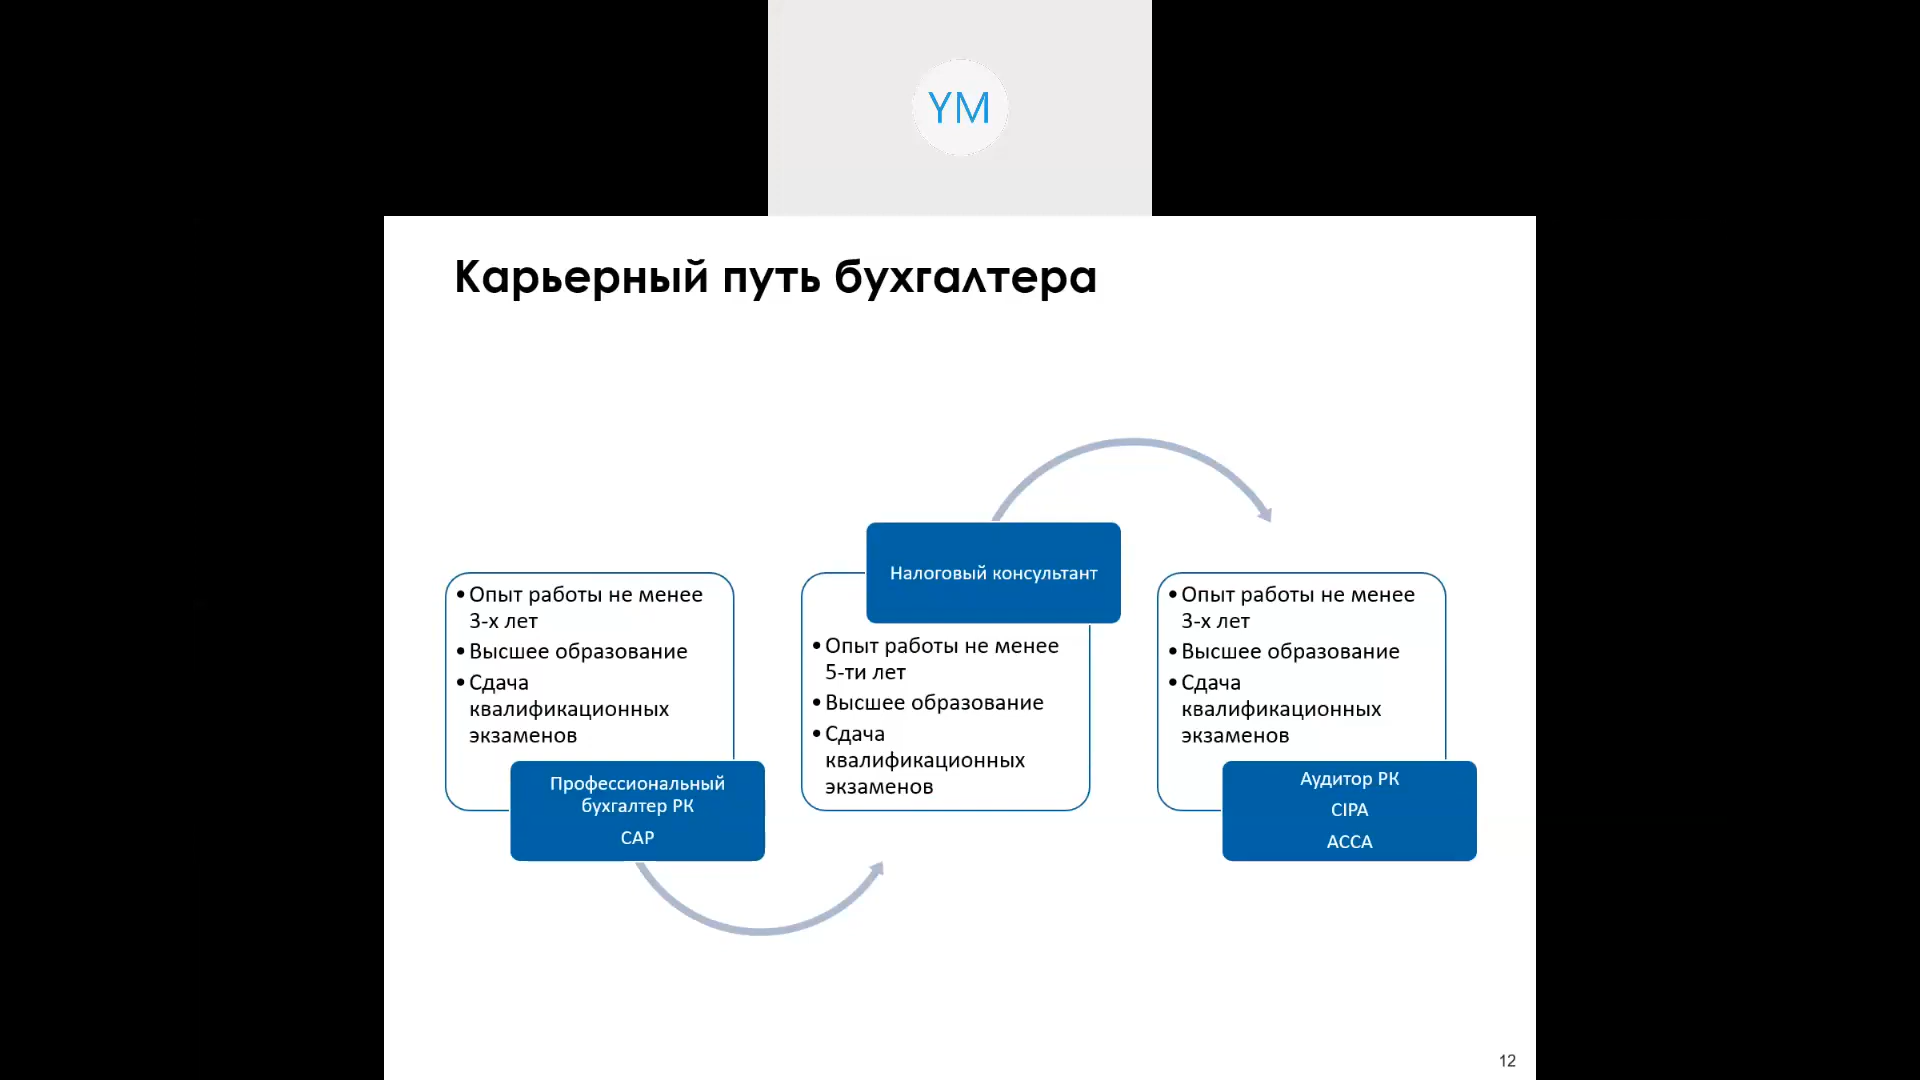 YM
Карьерный путь бухгалтера
•Опыт работы не менее
3-х лет
•Высшее образование
•Сдача
квалификационных
экзаменов
Профессиональный
бухгалтер РК
CAP
Налоговый консультант
•Опыт работы не менее
5-ти лет
•Высшее образование
•Сдача
квалификационных
экзаменов
•Опыт работы не менее
3-х лет
•Высшее образование
•Сдача
квалификационных
экзаменов
Аудитор РК
CIPA
ACCA
12